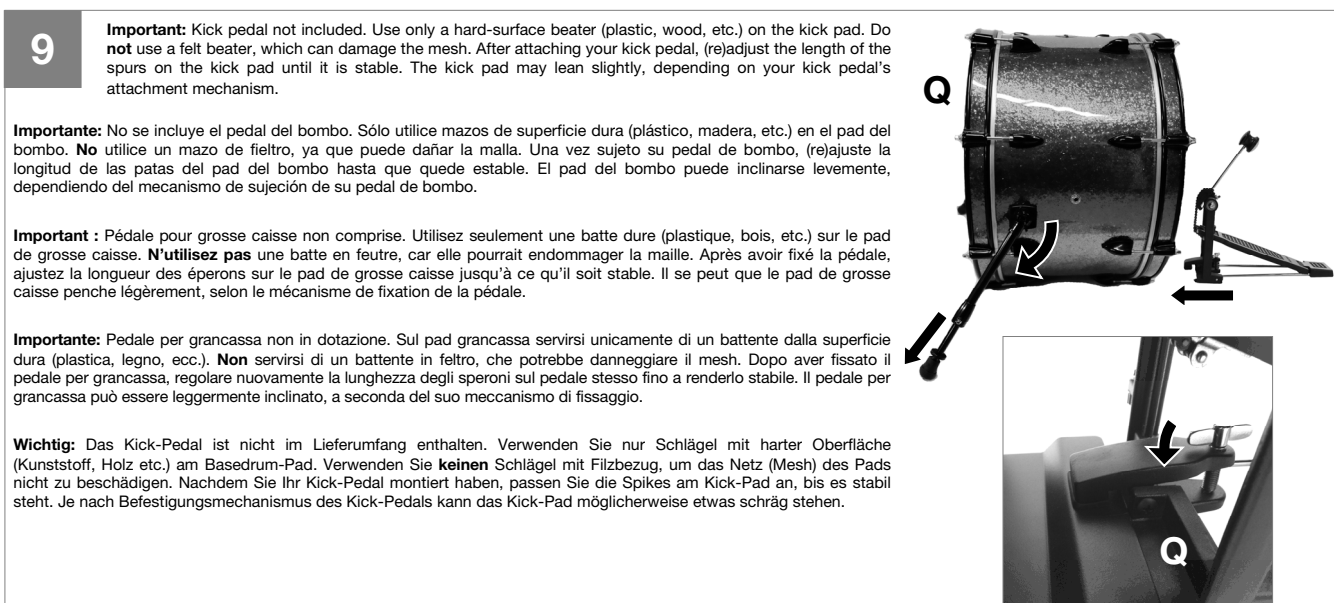 9
Important: Kick pedal not included. Use only a hard-surface beater (plastic, wood, etc.) on the kick pad. Do
not use a felt beater, which can damage the mesh. After attaching your kick pedal, (re)adjust the length of the
spurs on the kick pad until it is stable. The kick pad may lean slightly, depending on your kick pedal's
attachment mechanism.
Importante: No se incluye el pedal del bombo. Sólo utilice mazos de superficie dura (plástico, madera, etc.) en el pad del
bombo. No utilice un mazo de fieltro, ya que puede dañar la malla. Una vez sujeto su pedal de bombo, (re)ajuste la
longitud de las patas del pad del bombo hasta que quede estable. El pad del bombo puede inclinarse levemente,
dependiendo del mecanismo de sujeción de su pedal de bombo.
Important : Pédale pour grosse caisse non comprise. Utilisez seulement une batte dure (plastique, bois, etc.) sur le pad
de grosse caisse. N'utilisez pas une batte en feutre, car elle pourrait endommager la maille. Après avoir fixé la pédale,
ajustez la longueur des éperons sur le pad de grosse caisse jusqu'à ce qu'il soit stable. Il se peut que le pad de grosse
caisse penche légèrement, selon le mécanisme de fixation de la pédale.
Importante: Pedale per grancassa non in dotazione. Sul pad grancassa servirsi unicamente di un battente dalla superficie
dura (plastica, legno, ecc.). Non servirsi di un battente in feltro, che potrebbe danneggiare il mesh. Dopo aver fissato il
pedale per grancassa, regolare nuovamente la lunghezza degli speroni sul pedale stesso fino a renderlo stabile. Il pedale per
grancassa può essere leggermente inclinato, a seconda del suo meccanismo di fissaggio.
Wichtig: Das Kick-Pedal ist nicht im Lieferumfang enthalten. Verwenden Sie nur Schlägel mit harter Oberfläche
(Kunststoff, Holz etc.) am Basedrum-Pad. Verwenden Sie keinen Schlägel mit Filzbezug, um das Netz (Mesh) des Pads
nicht zu beschädigen. Nachdem Sie Ihr Kick-Pedal montiert haben, passen Sie die Spikes am Kick-Pad an, bis es stabil
steht. Je nach Befestigungsmechanismus des Kick-Pedals kann das Kick-Pad möglicherweise etwas schräg stehen.
Q
Q